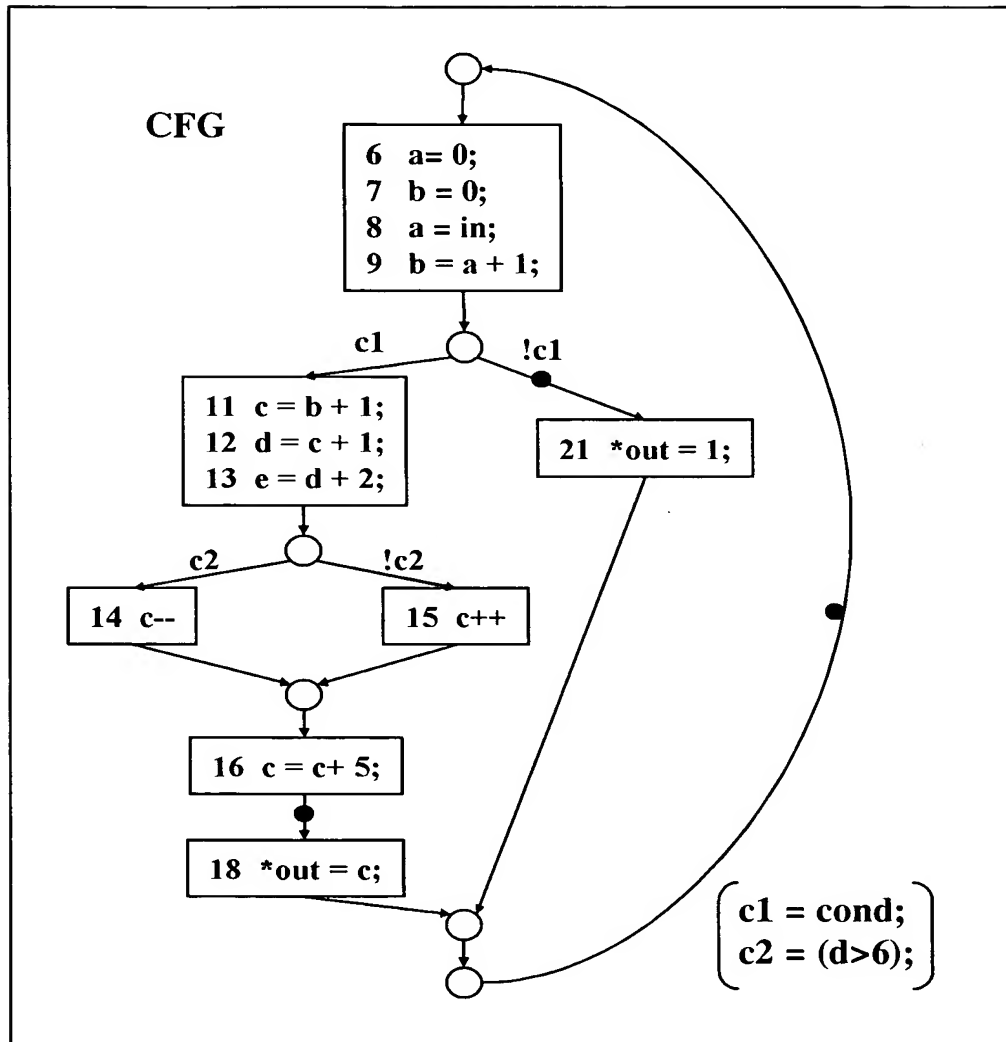 CFG
6 a= 0;
7 b = 0;
8 a = in;
9 b = a + 1;
c1
!c1
11 c = b + 1;
12 d = c + 1;
13 e = d + 2;
21 *out = 1;
c2
!c2
14 c--
15 c++
16 c = c+ 5;
18 *out = c;
c1 = cond;
c2 = (d>6);